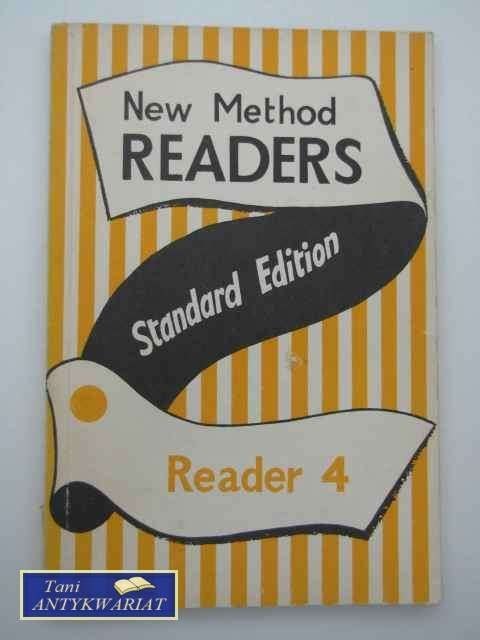 New Method
READERS
Standard Edition
Reader 4
Tani
ANTYKWARIAT